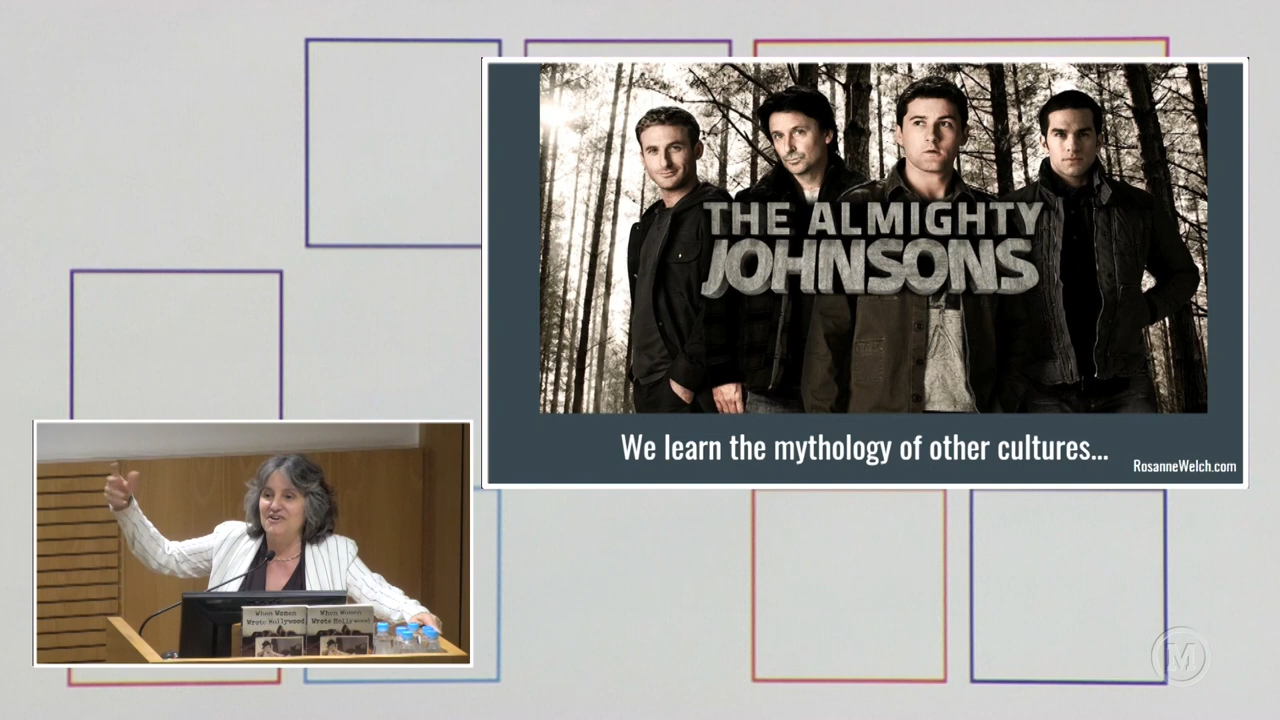 THE ALMIGHTY
JOHNSONS
We learn the mythology of other cultures...
RosanneWelch.com
When Women
Wrote Hollywood
When Women
Wrote Hollywood
M